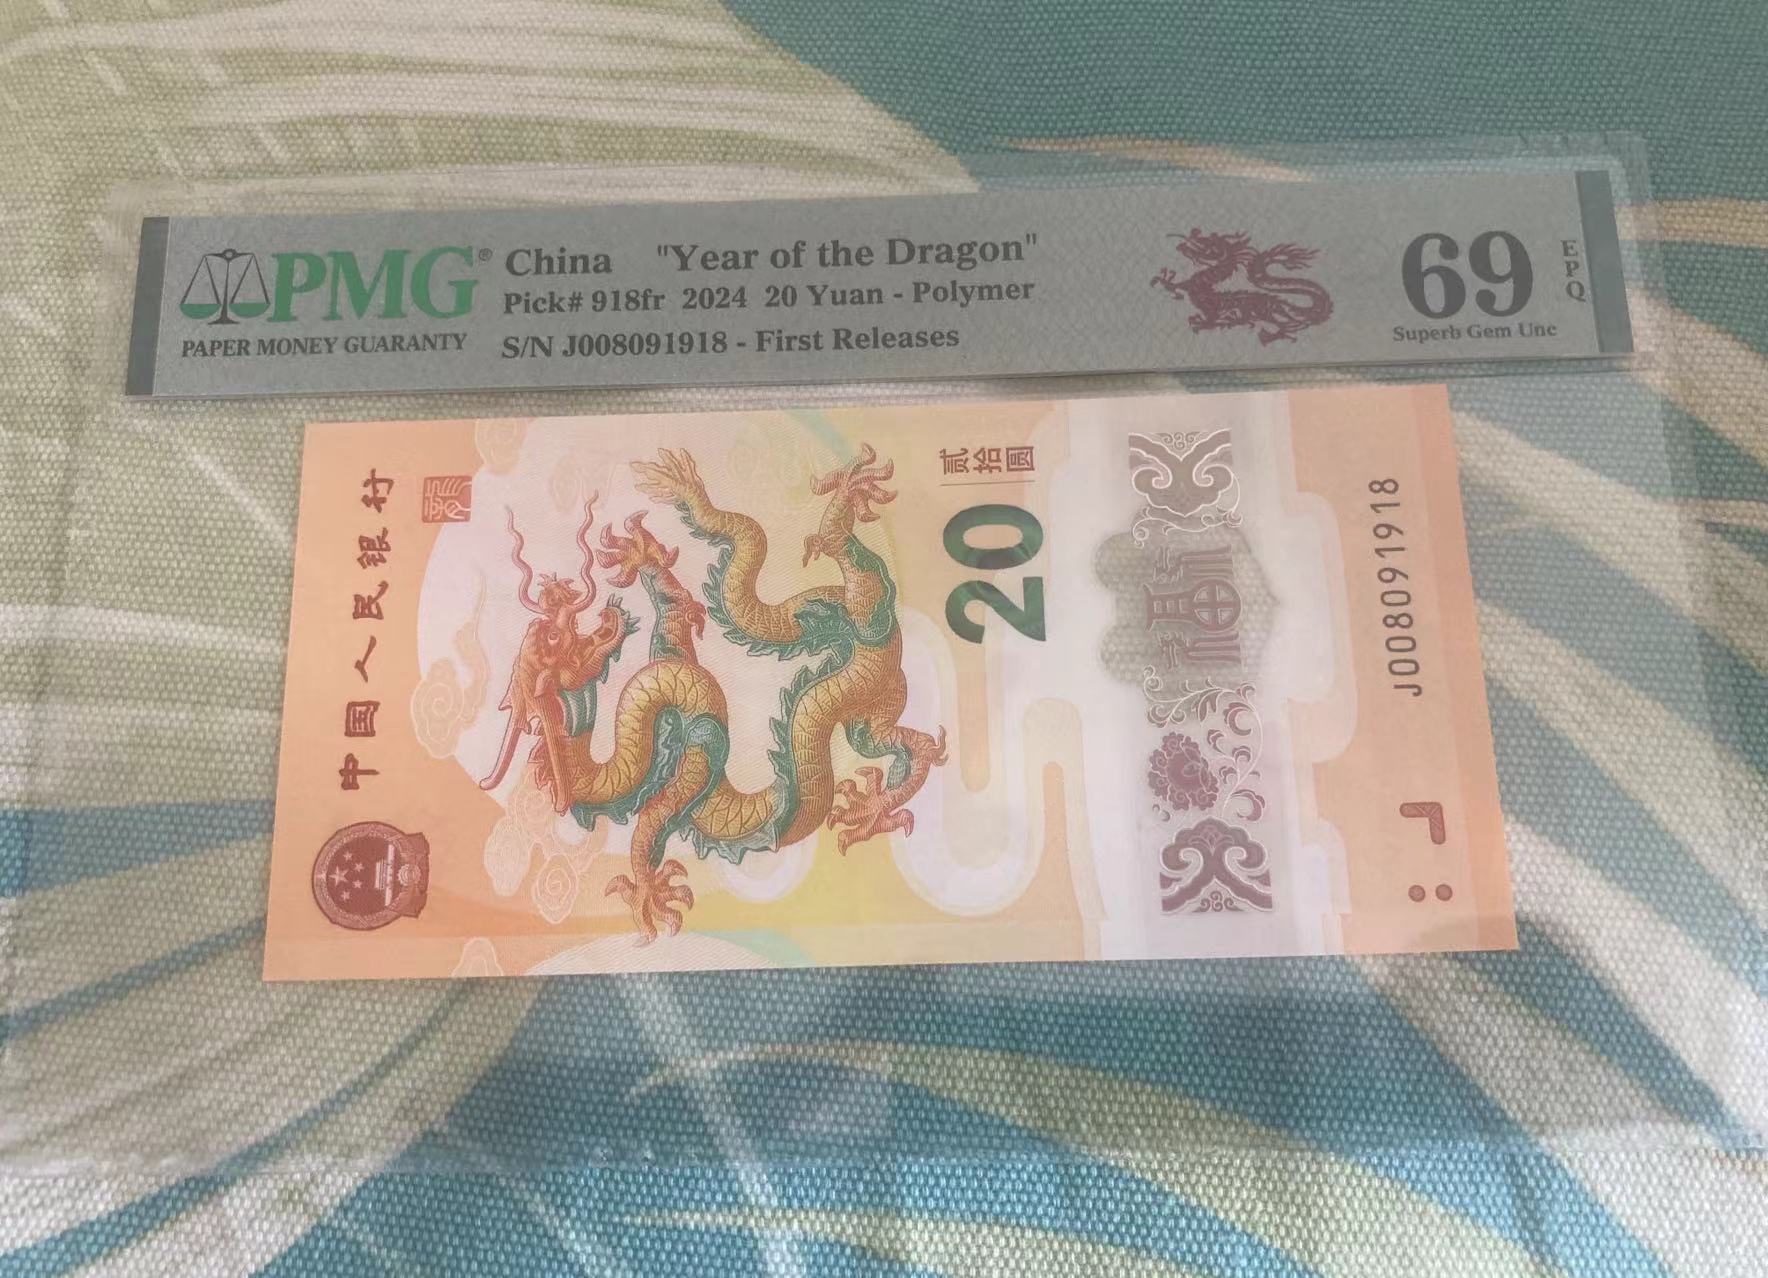 PMG®
PAPER MONEY GUARANTY
China "Year of the Dragon"
Pick# 918fr 2024 20 Yuan - Polymer
S/N J008091918 - First Releases
69
EPQ
Superb Gem Unc
中国人民银行
贰拾圆
20
福
J008091918